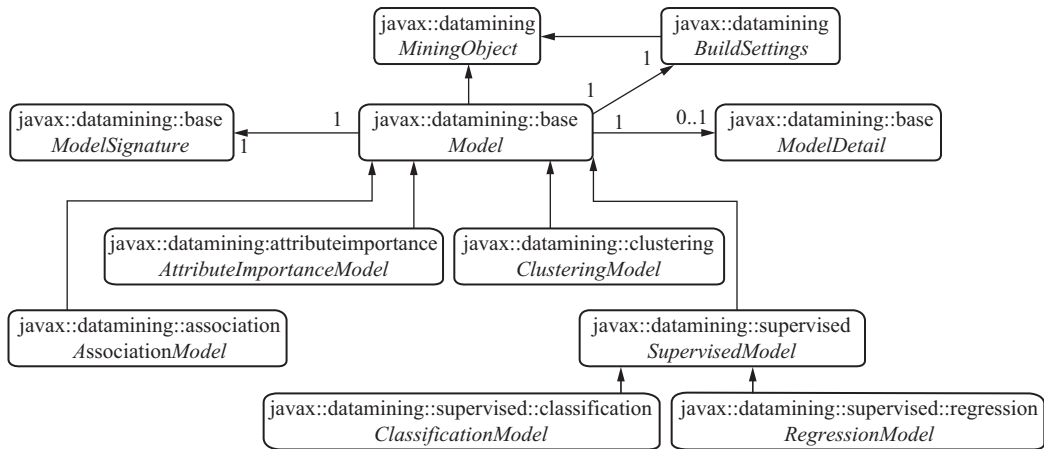 javax::datamining
MiningObject
javax::datamining
BuildSettings
1
1
javax::datamining::base
ModelSignature
1
1
javax::datamining::base
Model
1
0..1
javax::datamining::base
ModelDetail
javax::datamining:attributeimportance
AttributeImportanceModel
javax::datamining::clustering
ClusteringModel
javax::datamining::association
AssociationModel
javax::datamining::supervised
SupervisedModel
javax::datamining::supervised::classification
ClassificationModel
javax::datamining::supervised::regression
RegressionModel